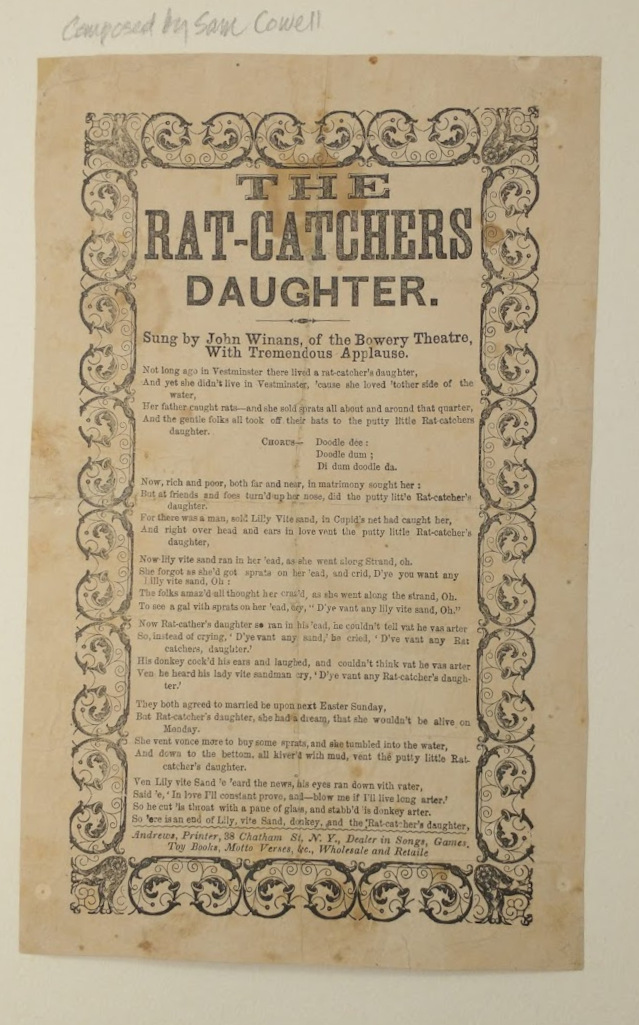 Composed by Sam Cowell
THE
RAT-CATCHERS
DAUGHTER.
Sung by John Winans, of the Bowery Theatre,
With Tremendous Applause.
Not long ago in Vestminster there lived a rat-catcher's daughter,
And yet she didn't live in Vestminster, 'cause she loved 'tother side of the
water,
Her father caught rats—and she sold sprats all about and around that quarter,
And the gentle folks all took off their hats to the putty little Rat-catchers
daughter.
CHORUS— Doodle dee :
Doodle dum ;
Di dum doodle da.
Now, rich and poor, both far and near, in matrimony sought her :
But at friends and foes turn'd up her nose, did the putty little Rat-catcher's
daughter.
For there was a man, sold Lilly Vite sand, in Cupid's net had caught her,
And right over head and ears in love vent the putty little Rat-catcher's
daughter,
Now lily vite sand ran in her 'ead, as she went along Strand, oh.
She forgot as she'd got sprats on her 'ead, and crid, D'ye you want any
Lilly vite sand, Oh :
The folks amaz'd all thought her craz'd, as she went along the strand, Oh.
To see a gal vith sprats on her 'ead, cry, "D'ye vant any lily vite sand, Oh."
Now Rat-cather's daughter so ran in his 'ead, he couldn't tell vat he vas arter
So, instead of crying, 'D'ye vant any sand,' he cried, 'D've vant any Rat
catchers, daughter.'
His donkey cock'd his ears and laughed, and couldn't think vat he vas arter
Ven he heard his lady vite sandman cry, 'D'ye vant any Rat-catcher's daugh-
ter.'
They both agreed to married be upon next Easter Sunday,
But Rat-catcher's daughter, she had a dream, that she wouldn't be alive on
Monday.
She vent vonce more to buy some sprats, and she tumbled into the water,
And down to the bottom, all kiver'd with mud, vent the putty little Rat-
catcher's daughter.
Ven Lily vite Sand 'e 'eard the news, his eyes ran down vith vater,
Said 'e, 'In love I'll constant prove, and—blow me if I'll live long arter.'
So he cut 'is throat with a pane of glass, and stabb'd 'is donkey arter.
So 'ere is an end of Lily, vite Sand, donkey, and the Rat-catcher's daughter,
Andrews, Printer, 38 Chatham St, N. Y., Dealer in Songs, Games,
Toy Books, Motto Verses, &c., Wholesale and Retaile